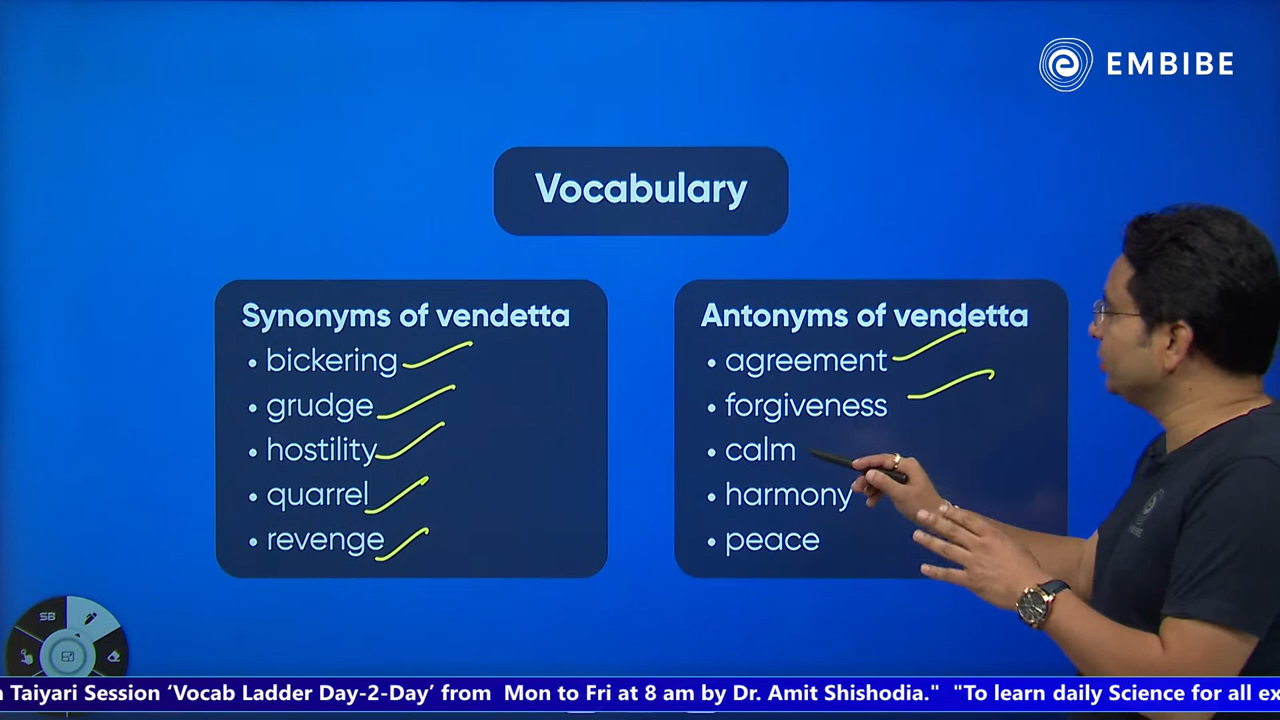 EMBIBE
Vocabulary
Synonyms of vendetta
• bickering
• grudge
• hostility
• quarrel
• revenge
Antonyms of vendetta
• agreement
• forgiveness
• calm
• harmony
• peace
SB
Taiyari Session ‘Vocab Ladder Day-2-Day’ from Mon to Fri at 8 am by Dr. Amit Shishodia." "To learn daily Science for all